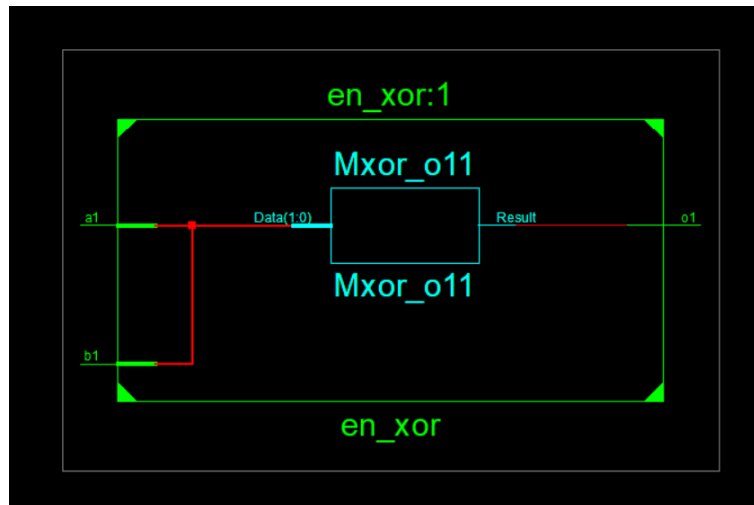 en_xor:1
Mxor_o11
a1
Data(1:0)
Result
o1
Mxor_o11
b1
en_xor